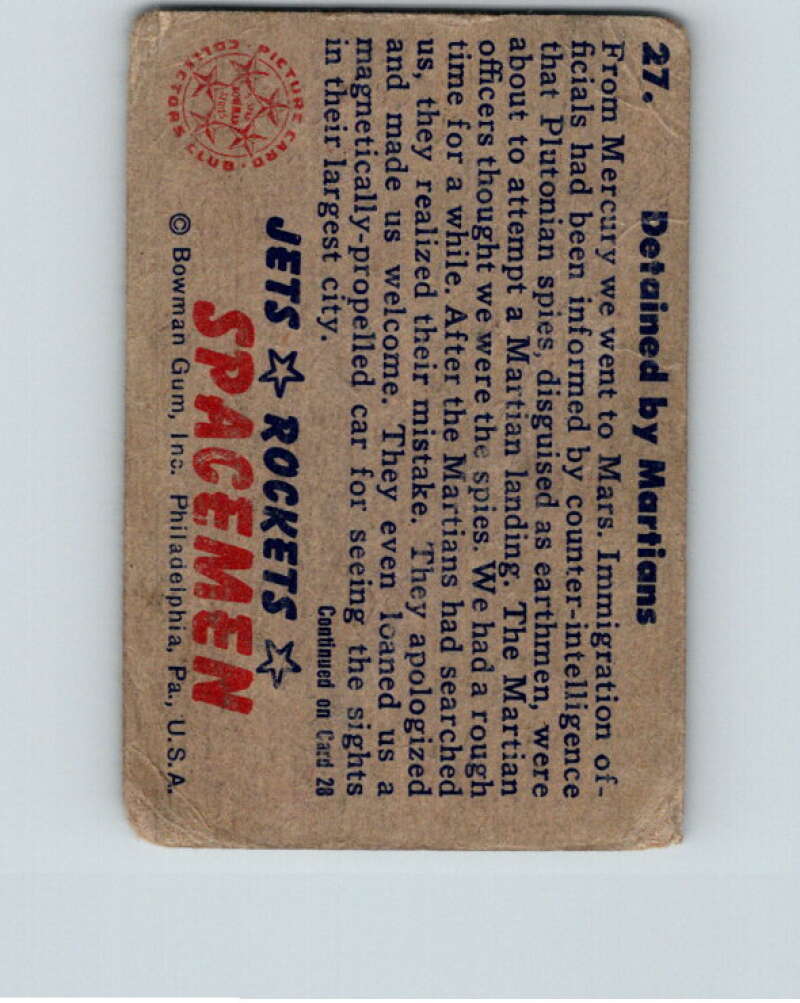 27. Detained by Martians
From Mercury we went to Mars. Immigration of-
ficials had been informed by counter-intelligence
that Plutonian spies, disguised as earthmen, were
about to attempt a Martian landing. The Martian
officers thought we were the spies. We had a rough
time for a while. After the Martians had searched
us, they realized their mistake. They apologized
and made us welcome. They even loaned us a
magnetically-propelled car for seeing the sights
in their largest city.
Continued on Card 28
JETS ☆ ROCKETS ☆
SPACEMEN
© Bowman Gum, Inc. Philadelphia, Pa., U.S.A.
PICTURE CARD COLLECTORS CLUB